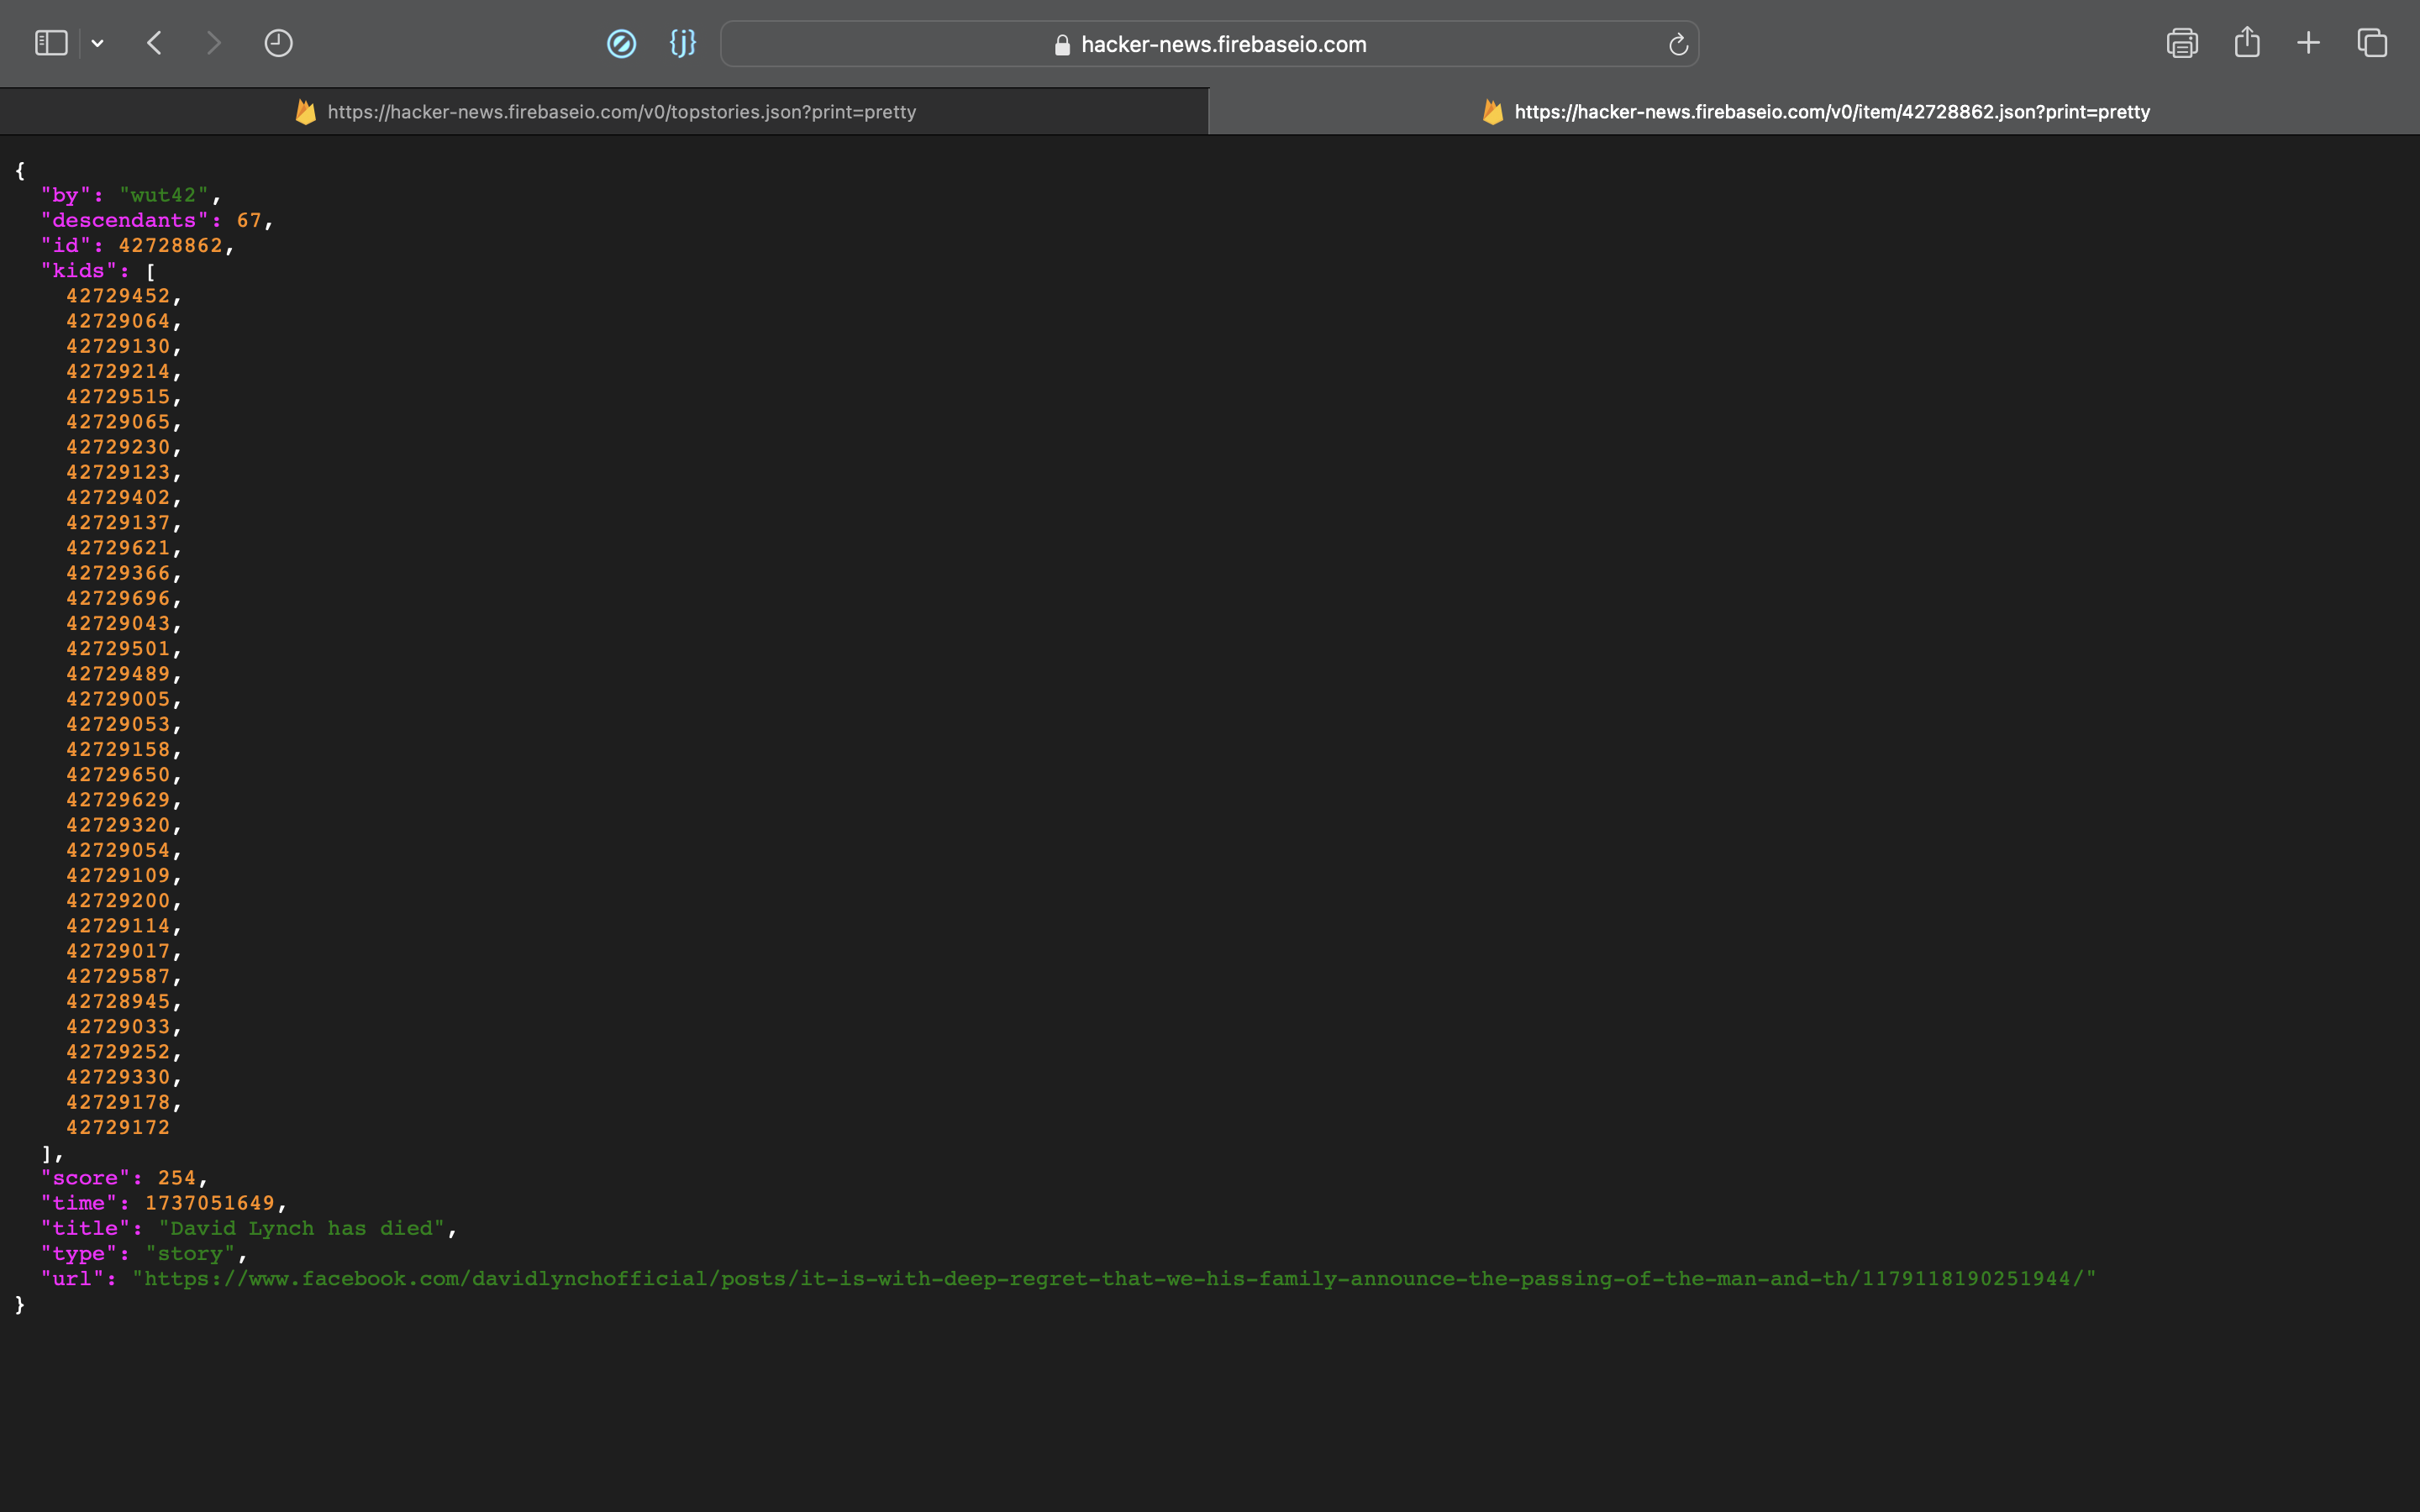 {j}
hacker-news.firebaseio.com
https://hacker-news.firebaseio.com/v0/topstories.json?print=pretty
https://hacker-news.firebaseio.com/v0/item/42728862.json?print=pretty
{
"by": "wut42",
"descendants": 67,
"id": 42728862,
"kids": [
42729452,
42729064,
42729130,
42729214,
42729515,
42729065,
42729230,
42729123,
42729402,
42729137,
42729621,
42729366,
42729696,
42729043,
42729501,
42729489,
42729005,
42729053,
42729158,
42729650,
42729629,
42729320,
42729054,
42729109,
42729200,
42729114,
42729017,
42729587,
42728945,
42729033,
42729252,
42729330,
42729178,
42729172
],
"score": 254,
"time": 1737051649,
"title": "David Lynch has died",
"type": "story",
"url": "https://www.facebook.com/davidlynchofficial/posts/it-is-with-deep-regret-that-we-his-family-announce-the-passing-of-the-man-and-th/1179118190251944/"
}